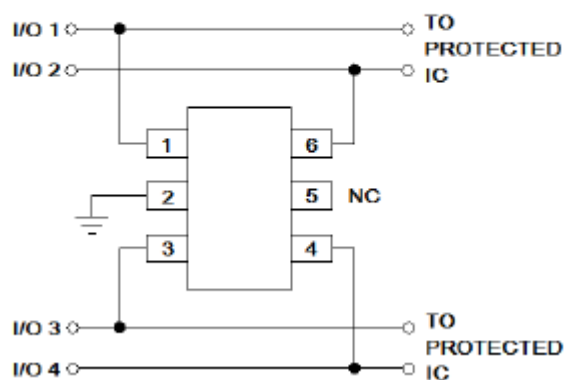 I/O 1
TO
PROTECTED
IC
I/O 2
1
6
2
5
NC
3
4
I/O 3
TO
PROTECTED
IC
I/O 4